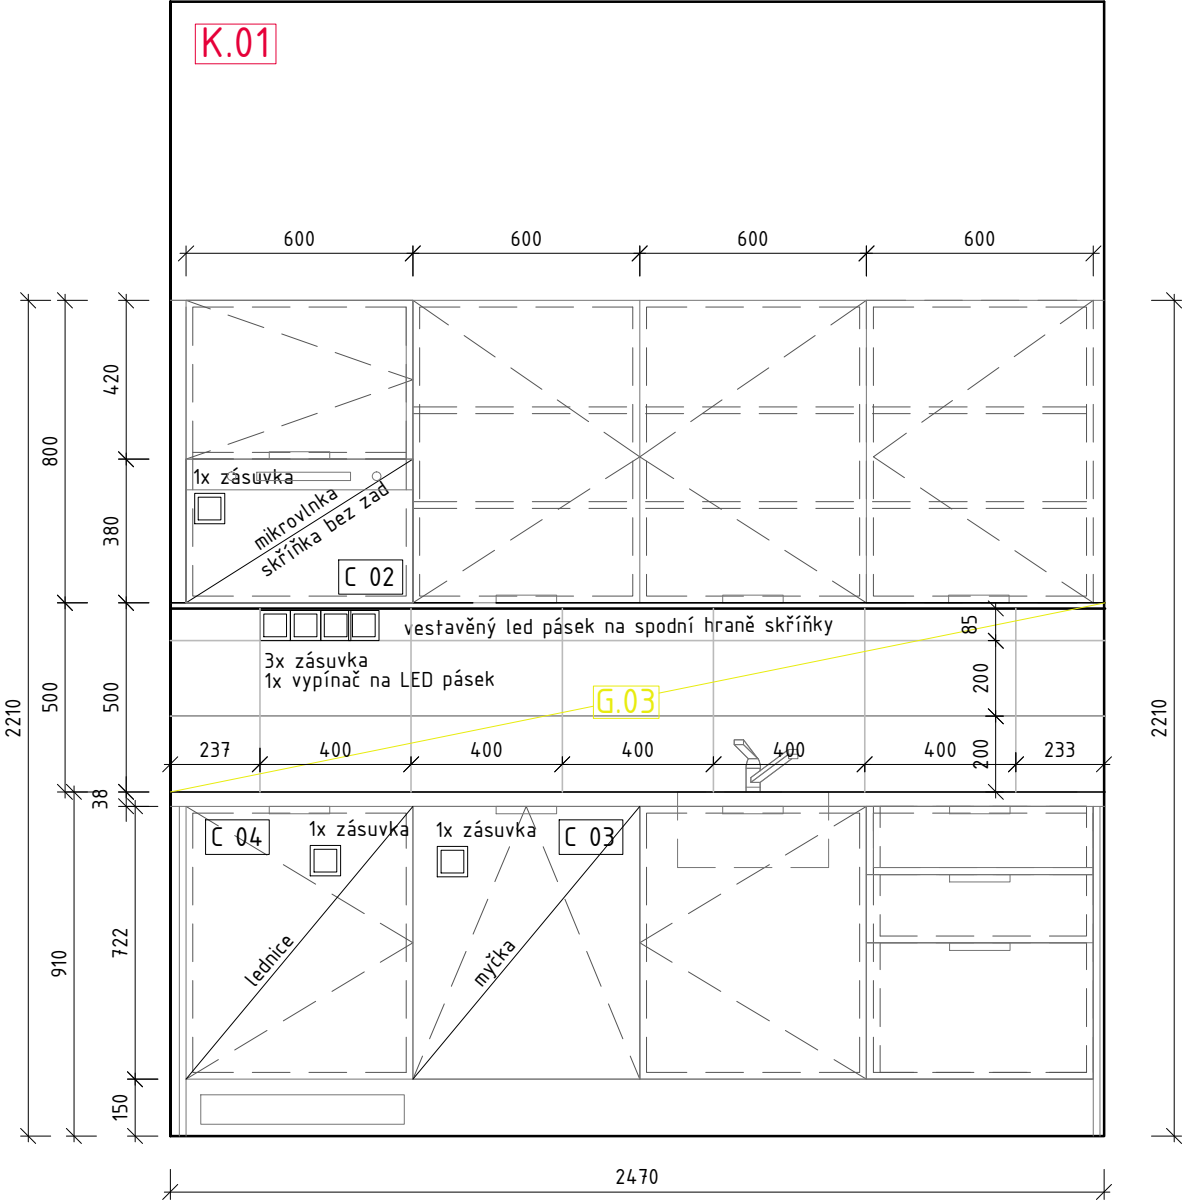 K.01
600
600
600
600
420
800
380
1x zásuvka
mikrovlnka
skříňka bez zad
C 02
vestavěný led pásek na spodní hraně skříňky
85
3x zásuvka
1x vypínač na LED pásek
200
500
500
G.03
2210
2210
237
400
400
400
400
400
233
200
38
C 04
1x zásuvka
1x zásuvka
C 03
722
910
lednice
myčka
150
2470